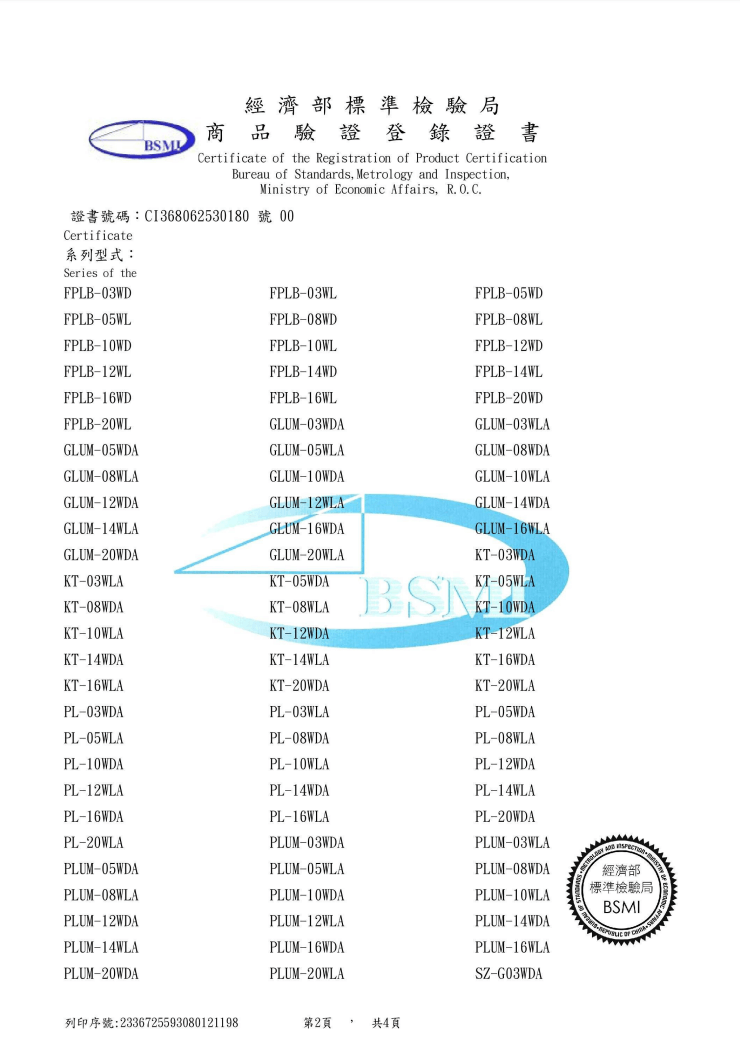 經濟部標準檢驗局
BSMI
商品驗證登錄證書
Certificate of the Registration of Product Certification
Bureau of Standards,Metrology and Inspection,
Ministry of Economic Affairs, R.O.C.
證書號碼：CI368062530180 號 00
Certificate
系列型式：
Series of the
FPLB-03WD FPLB-03WL FPLB-05WD
FPLB-05WL FPLB-08WD FPLB-08WL
FPLB-10WD FPLB-10WL FPLB-12WD
FPLB-12WL FPLB-14WD FPLB-14WL
FPLB-16WD FPLB-16WL FPLB-20WD
FPLB-20WL GLUM-03WDA GLUM-03WLA
GLUM-05WDA GLUM-05WLA GLUM-08WDA
GLUM-08WLA GLUM-10WDA GLUM-10WLA
GLUM-12WDA GLUM-12WLA GLUM-14WDA
GLUM-14WLA GLUM-16WDA GLUM-16WLA
GLUM-20WDA GLUM-20WLA KT-03WDA
KT-03WLA KT-05WDA KT-05WLA
BSMI
KT-08WDA KT-08WLA KT-10WDA
KT-10WLA KT-12WDA KT-12WLA
KT-14WDA KT-14WLA KT-16WDA
KT-16WLA KT-20WDA KT-20WLA
PL-03WDA PL-03WLA PL-05WDA
PL-05WLA PL-08WDA PL-08WLA
PL-10WDA PL-10WLA PL-12WDA
PL-12WLA PL-14WDA PL-14WLA
PL-16WDA PL-16WLA PL-20WDA
PL-20WLA PLUM-03WDA PLUM-03WLA
PLUM-05WDA PLUM-05WLA PLUM-08WDA
PLUM-08WLA PLUM-10WDA PLUM-10WLA
PLUM-12WDA PLUM-12WLA PLUM-14WDA
PLUM-14WLA PLUM-16WDA PLUM-16WLA
PLUM-20WDA PLUM-20WLA SZ-G03WDA
BUREAU OF STANDARDS•METROLOGY AND INSPECTION•MINISTRY OF ECONOMIC AFFAIRS•REPUBLIC OF CHINA•
經濟部
標準檢驗局
BSMI
列印序號:2336725593080121198 第2頁 ， 共4頁